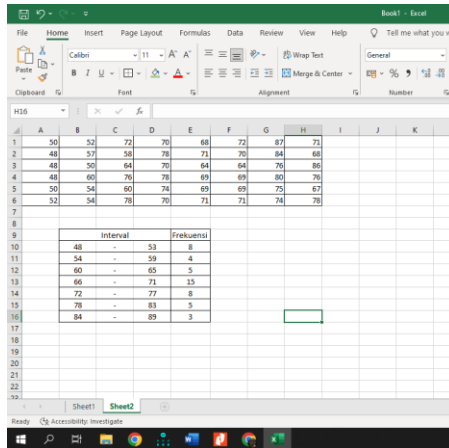 Book1 - Excel
File Home Insert Page Layout Formulas Data Review View Help Tell me what you w
Paste Calibri 11 A A Wrap Text General
B I U A Merge & Center % 9
Clipboard Font Alignment Number
H16 fx
A B C D E F G H I J K
1 50 52 72 70 68 72 87 71
2 48 57 58 78 71 70 84 68
3 48 50 64 70 64 64 76 86
4 48 60 76 78 69 69 80 76
5 50 54 60 74 69 69 75 67
6 52 54 78 70 71 71 74 78
7
8
9 Interval Frekuensi
10 48 - 53 8
11 54 - 59 4
12 60 - 65 5
13 66 - 71 15
14 72 - 77 8
15 78 - 83 5
16 84 - 89 3
17
18
19
20
21
22
23
Sheet1 Sheet2
Ready Accessibility: Investigate